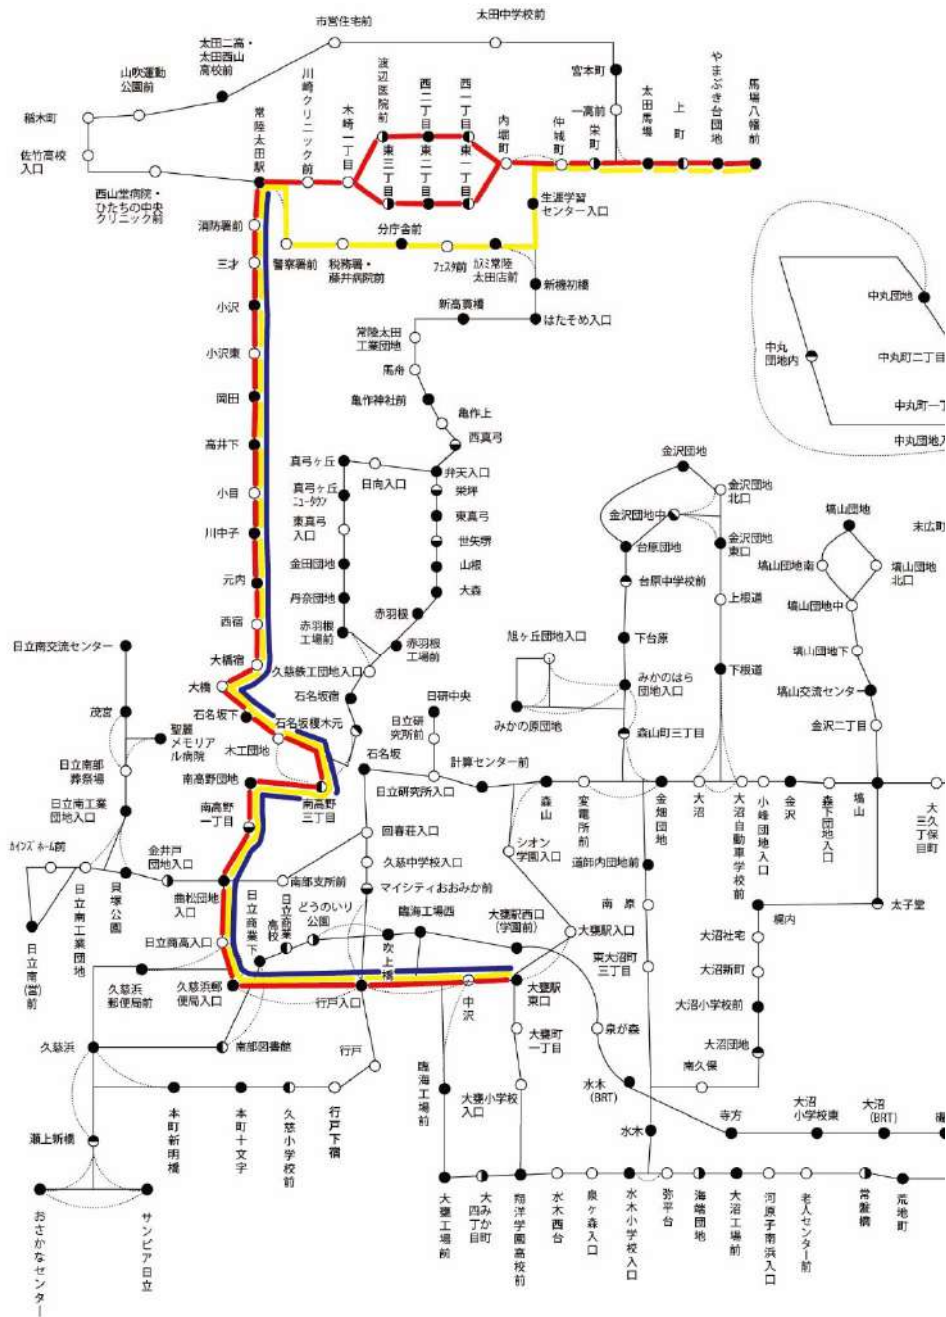 市営住宅前
太田中学校前
太田二高・
太田西山
高校前
山吹運動
公園前
稲木町
佐竹高校
入口
西山堂病院・
ひたちの中央
クリニック前
常陸太田駅
川崎クリニック前
木崎一丁目
渡辺医院前
西二丁目
西一丁目
東三丁目
東二丁目
東一丁目
内堀町
仲城町
栄町
宮本町
一高前
太田馬場
上町
やまぶき台団地
馬場八幡前
生涯学習
センター入口
消防署前
警察署前
税務署・
藤井病院前
分庁舎前
フェスタ前
カスミ常陸
太田店前
新機初橋
はたそめ入口
新高貫橋
常陸太田
工業団地
馬舟
亀作神社前
亀作上
西真弓
弁天入口
栄坪
東真弓
世矢堺
山根
大森
赤羽根
赤羽根
工場前
真弓ヶ丘
日向入口
真弓ヶ丘
ニュータウン
東真弓
入口
金田団地
丹奈団地
赤羽根
工場前
久慈鉄工団地入口
石名坂宿
石名坂
三才
小沢
小沢東
岡田
高井下
小目
川中子
元内
西宿
大橋宿
大橋
石名坂下
石名坂榎木元
木工団地
南高野団地
南高野
三丁目
南高野
一丁目
中丸団地
中丸
団地内
中丸町二丁目
中丸町一丁
中丸団地入
金沢団地
金沢団地
北口
金沢団地中
金沢団地
東口
台原団地
台原中学校前
上根道
下台原
下根道
旭ヶ丘団地入口
みかのはら
団地入口
みかの原団地
森山町三丁目
塙山団地
末広町
塙山団地南
塙山団地
北口
塙山団地中
塙山団地下
塙山交流センター
金沢二丁目
日研中央
日立研
究所前
日立研究所入口
計算センター前
森山
変電所前
金畑団地
大沼
大沼自動車学校前
小峰団地入口
金沢
森下団地入口
塙山
大久保町
三丁目
シオン
学園入口
道師内団地前
南原
東大沼町
三丁目
太子堂
梶内
大沼社宅
大沼新町
大沼小学校前
大沼団地
南久保
日立南交流センター
茂宮
聖麗
メモリア
ル病院
日立南部
葬祭場
日立南工業
団地入口
カインズホーム前
日立南工業団地
貝塚公園
日立南(営)前
金井戸
団地入口
曲松団地
入口
南部支所前
回春荘入口
久慈中学校入口
マイシティおおみか前
日立商高入口
日立商業下
日立商業
高校
どうのいり
公園
臨海工場西
吹上橋
大甕駅西口
(学園前)
大甕駅入口
久慈浜
郵便局前
久慈浜郵便
局入口
行戸入口
中沢
大甕駅
東口
大甕町
一丁目
大甕小学校
入口
臨海工場前
泉が森
水木
(BRT)
水木
寺方
大沼
小学校東
大沼
(BRT)
久慈浜
南部図書館
行戸
瀬上新橋
本町新明橋
本町十文字
久慈小学校前
行戸下宿
おさかなセンター
サンピア日立
大甕工場前
大みか町
四丁目
翔洋学園高校前
水木西台
泉ヶ森入口
水木小学校入口
弥平台
海端団地
大沼工場前
河原子南浜入口
老人センター前
常盤橋
荒地町